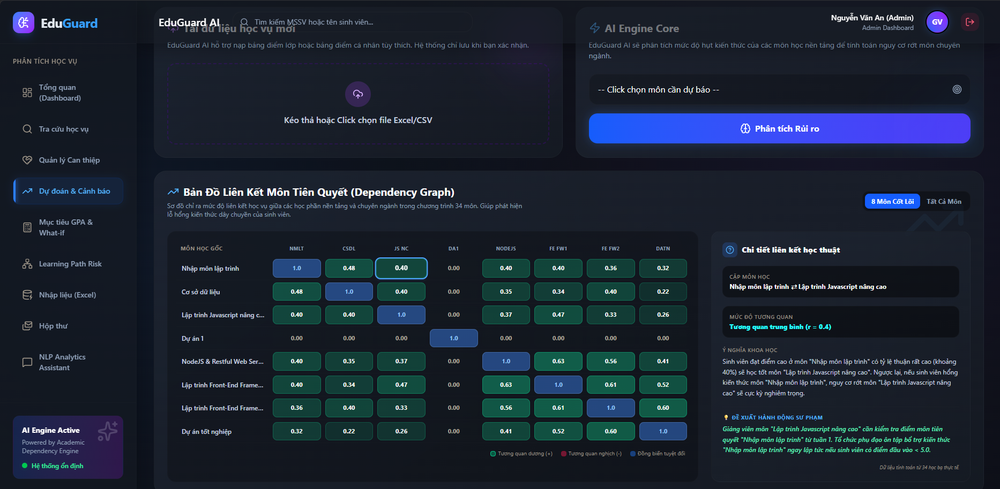 EduGuard
PHÂN TÍCH HỌC VỤ
Tổng quan
(Dashboard)
Tra cứu học vụ
Quản lý Can thiệp
Dự đoán & Cảnh báo
Mục tiêu GPA &
What-if
Learning Path Risk
Nhập liệu (Excel)
Hộp thư
NLP Analytics
Assistant
AI Engine Active
Powered by Academic
Dependency Engine
Hệ thống ổn định
EduGuard AI
Tìm kiếm MSSV hoặc tên sinh viên...
Nguyễn Văn An (Admin)
Admin Dashboard
GV
Tải dữ liệu học vụ mới
EduGuard AI hỗ trợ nạp bảng điểm lớp hoặc bảng điểm cá nhân tùy thích. Hệ thống chỉ lưu khi bạn xác nhận.
Kéo thả hoặc Click chọn file Excel/CSV
AI Engine Core
EduGuard AI sẽ phân tích mức độ hụt kiến thức của các môn học nền tảng để tính toán nguy cơ rớt môn chuyên
ngành.
-- Click chọn môn cần dự báo --
Phân tích Rủi ro
Bản Đồ Liên Kết Môn Tiên Quyết (Dependency Graph)
Sơ đồ chỉ ra mức độ liên kết học vụ giữa các học phần nền tảng và chuyên ngành trong chương trình 34 môn. Giúp phát hiện
lỗ hổng kiến thức dây chuyền của sinh viên.
8 Môn Cốt Lõi Tất Cả Môn
MÔN HỌC GỐC NMLT CSDL JS NC DA1 NODEJS FE FW1 FE FW2 DATN
Nhập môn lập trình 1.0 0.48 0.40 0.00 0.40 0.40 0.36 0.32
Cơ sở dữ liệu 0.48 1.0 0.40 0.00 0.35 0.34 0.40 0.22
Lập trình Javascript nâng c... 0.40 0.40 1.0 0.00 0.37 0.47 0.33 0.26
Dự án 1 0.00 0.00 0.00 1.0 0.00 0.00 0.00 0.00
NodeJS & Restful Web Ser... 0.40 0.35 0.37 0.00 1.0 0.63 0.56 0.41
Lập trình Front-End Frame... 0.40 0.34 0.47 0.00 0.63 1.0 0.61 0.52
Lập trình Front-End Frame... 0.36 0.40 0.33 0.00 0.56 0.61 1.0 0.60
Dự án tốt nghiệp 0.32 0.22 0.26 0.00 0.41 0.52 0.60 1.0
Tương quan dương (+) Tương quan nghịch (-) Đồng biến tuyệt đối
Chi tiết liên kết học thuật
CẶP MÔN HỌC
Nhập môn lập trình ⇄ Lập trình Javascript nâng cao
MỨC ĐỘ TƯƠNG QUAN
Tương quan trung bình (r = 0.4)
Ý NGHĨA KHOA HỌC
Sinh viên đạt điểm cao ở môn "Nhập môn lập trình" có tỷ lệ thuận rất cao (khoảng
40%) sẽ học tốt môn "Lập trình Javascript nâng cao". Ngược lại, nếu sinh viên hổng
kiến thức môn "Nhập môn lập trình", nguy cơ rớt môn "Lập trình Javascript nâng
cao" sẽ cực kỳ nghiêm trọng.
💡 ĐỀ XUẤT HÀNH ĐỘNG SƯ PHẠM
Giảng viên môn "Lập trình Javascript nâng cao" cần kiểm tra điểm môn tiên
quyết "Nhập môn lập trình" từ tuần 1. Tổ chức phụ đạo ôn tập bổ trợ kiến thức
"Nhập môn lập trình" ngay lập tức nếu sinh viên có điểm đầu vào < 5.0.
Dữ liệu tính toán từ 34 học bạ thực tế.